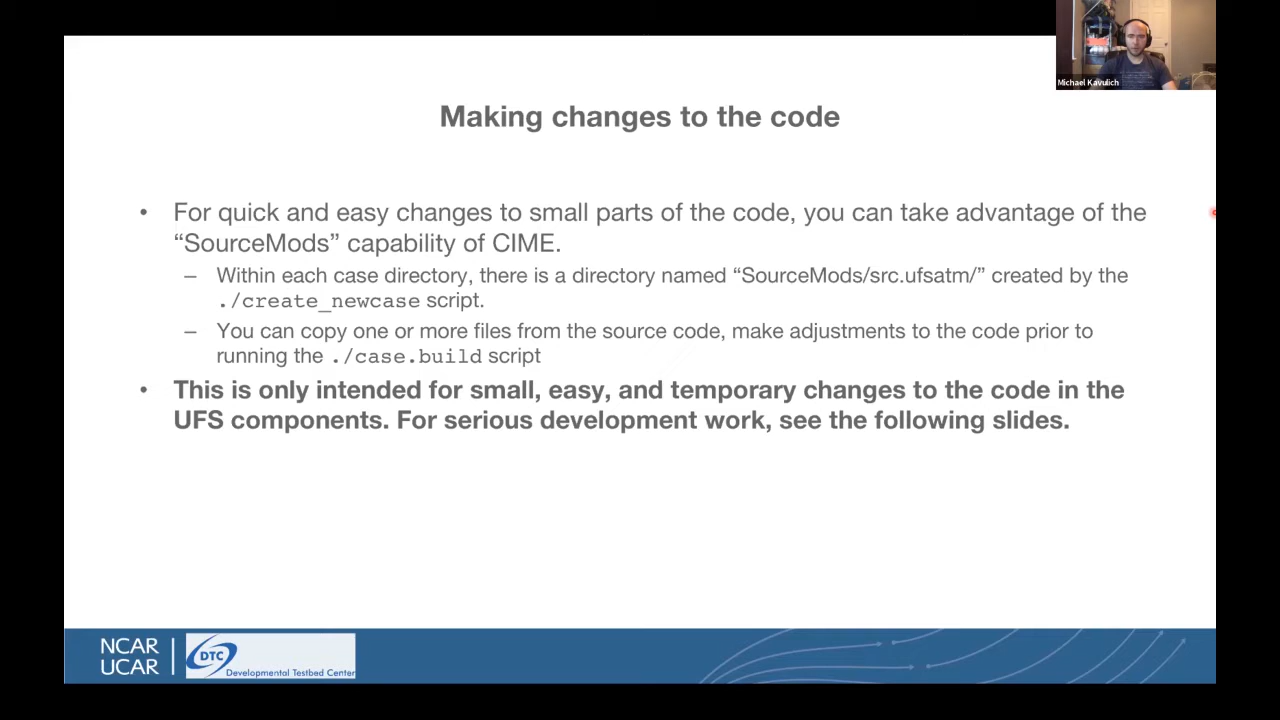 Michael Kavulich
Making changes to the code
• For quick and easy changes to small parts of the code, you can take advantage of the
“SourceMods” capability of CIME.
– Within each case directory, there is a directory named “SourceMods/src.ufsatm/” created by the
./create_newcase script.
– You can copy one or more files from the source code, make adjustments to the code prior to
running the ./case.build script
• This is only intended for small, easy, and temporary changes to the code in the
UFS components. For serious development work, see the following slides.
NCAR
UCAR
DTC
Developmental Testbed Center